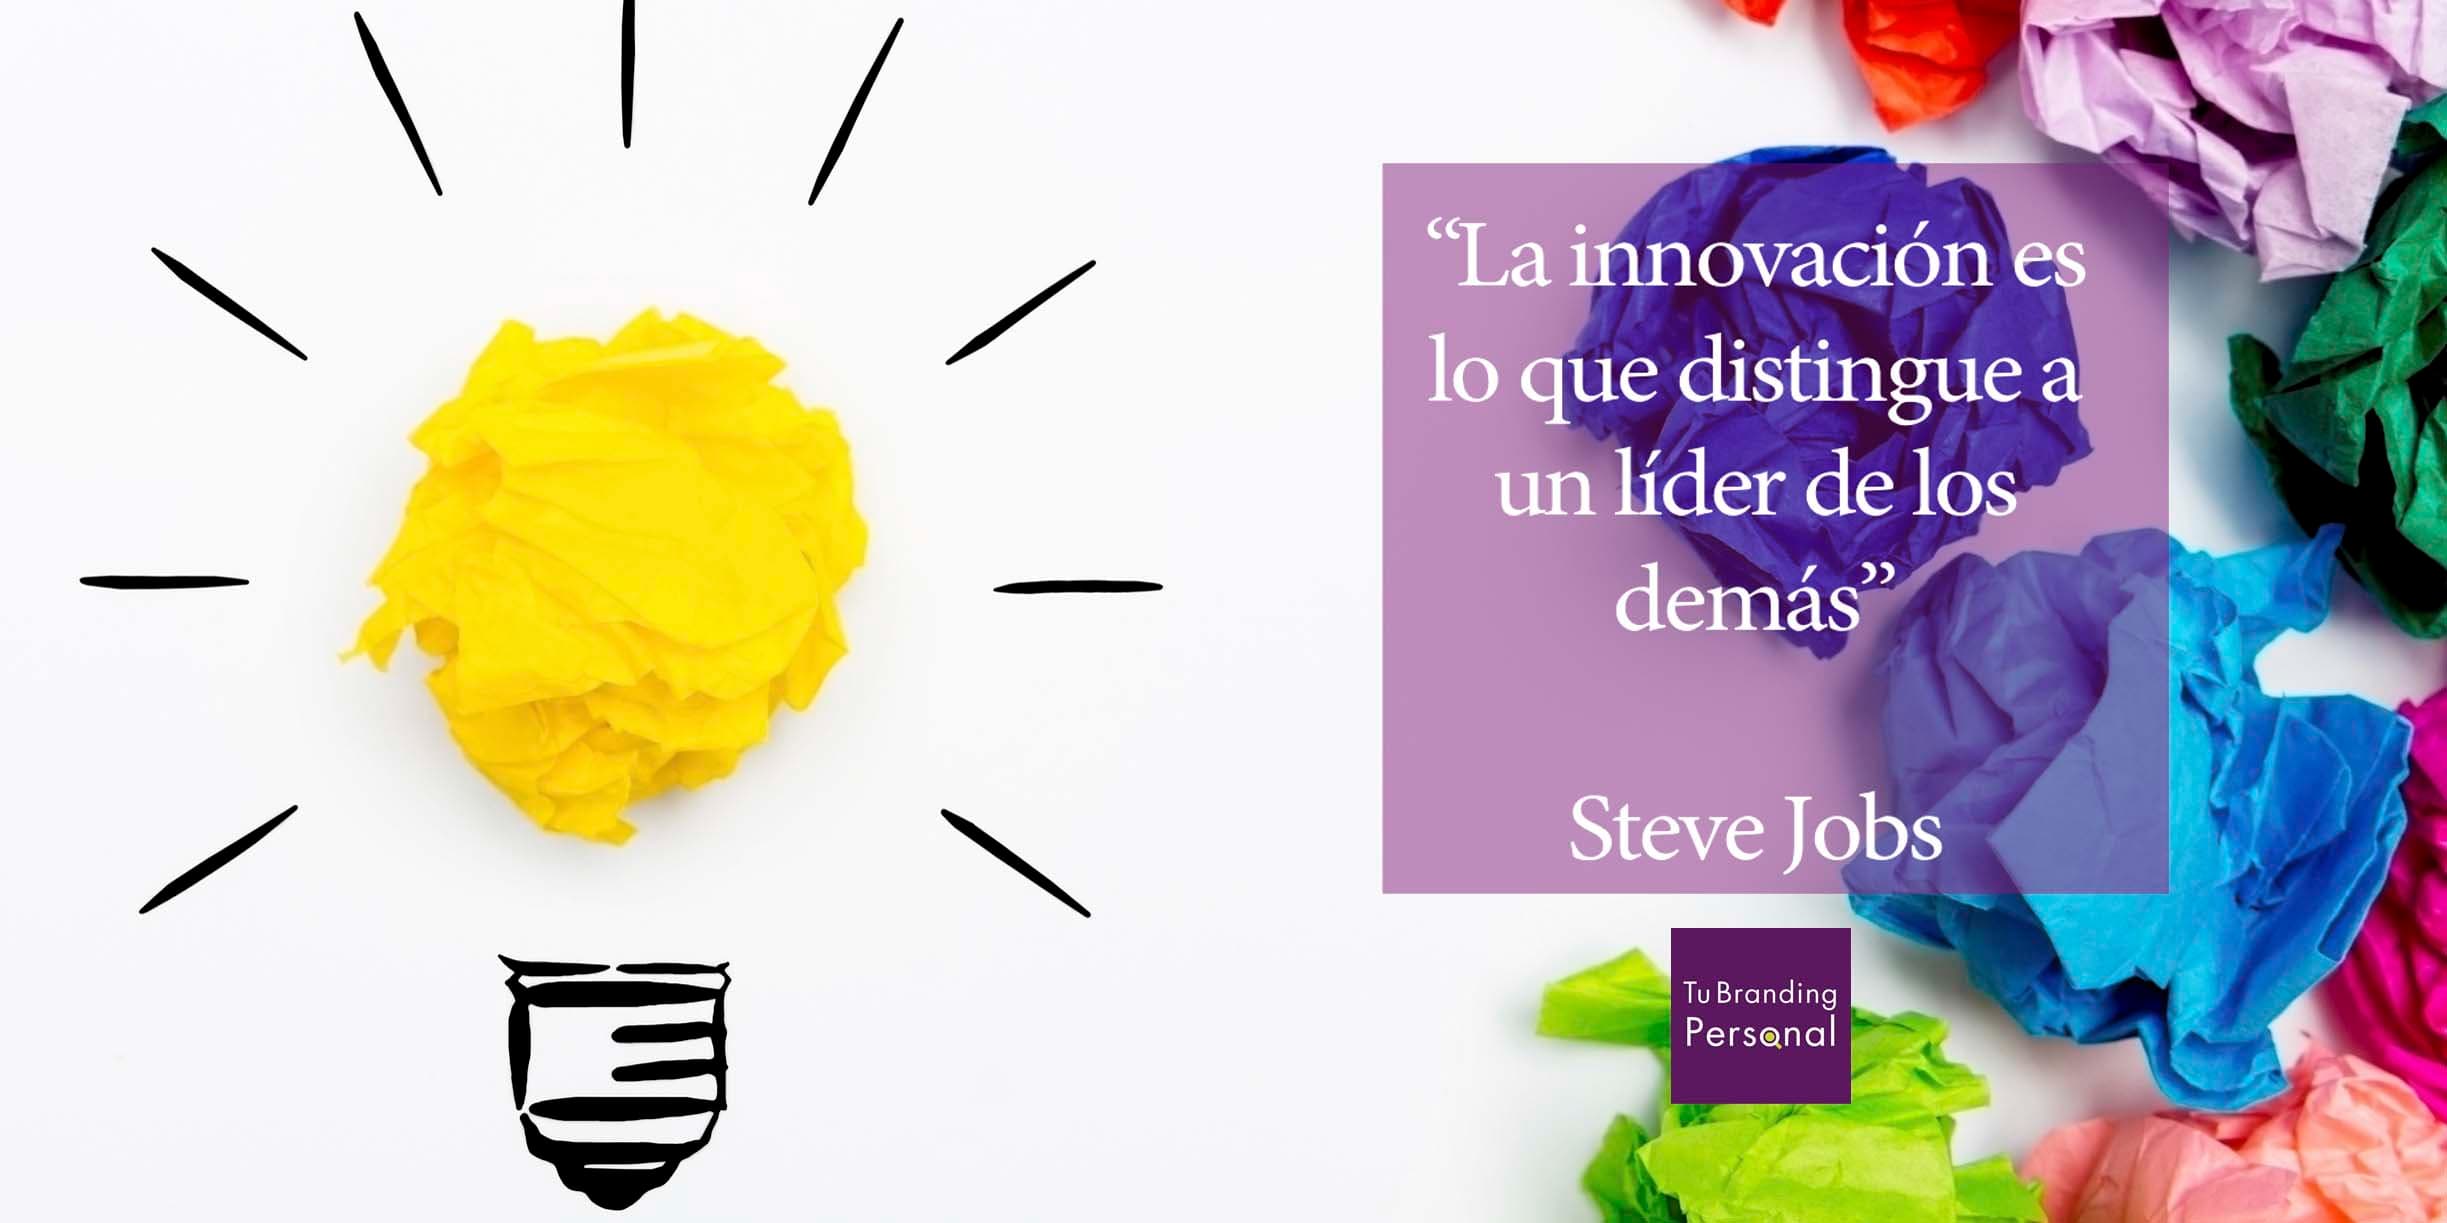 “La innovación es
lo que distingue a
un líder de los
demás”
Steve Jobs
Tu Branding
Personal